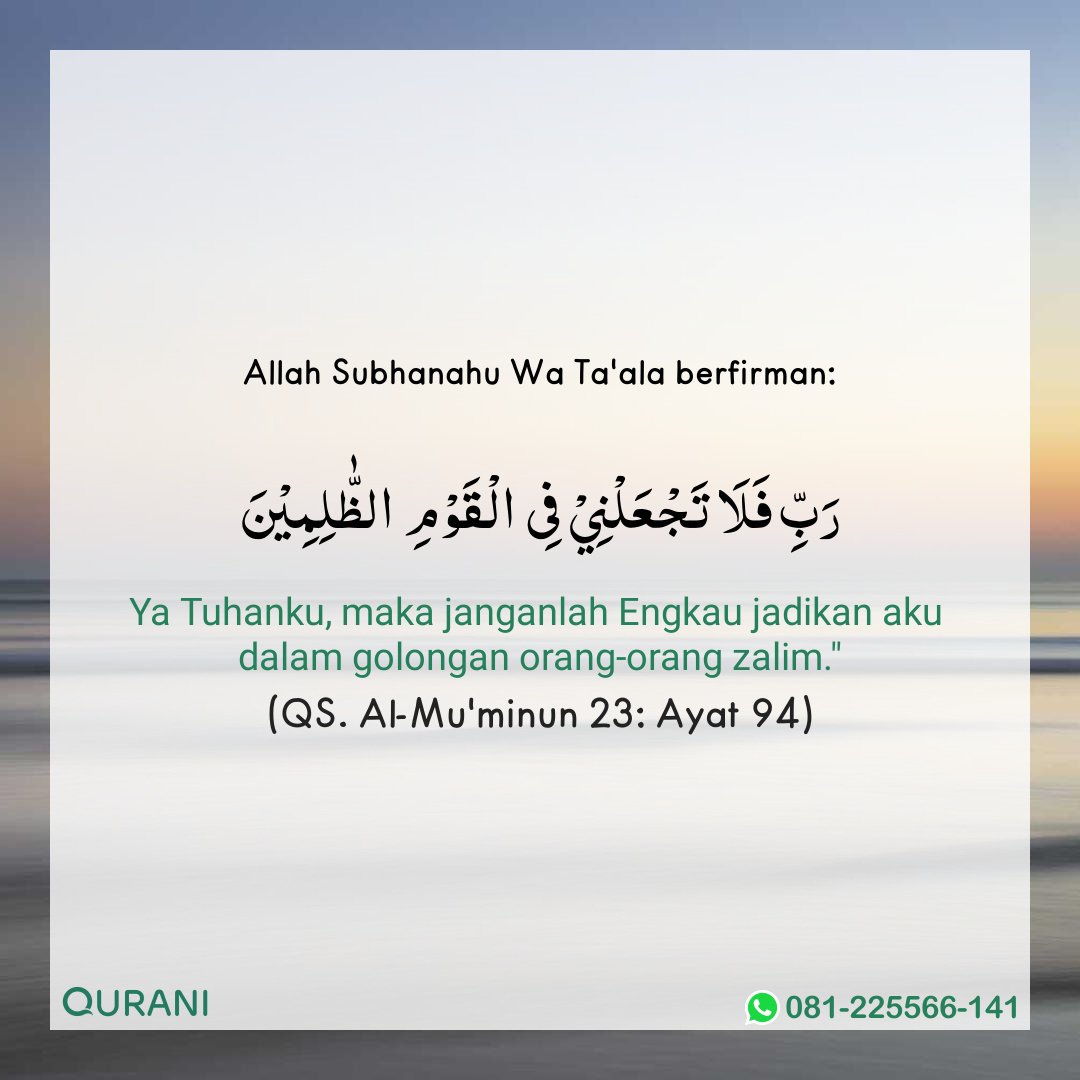 Allah Subhanahu Wa Ta'ala berfirman:
رَبِّ فَلَا تَجْعَلْنِيْ فِى الْقَوْمِ الظّٰلِمِيْنَ
Ya Tuhanku, maka janganlah Engkau jadikan aku
dalam golongan orang-orang zalim."
(QS. Al-Mu'minun 23: Ayat 94)
QURANI
081-225566-141